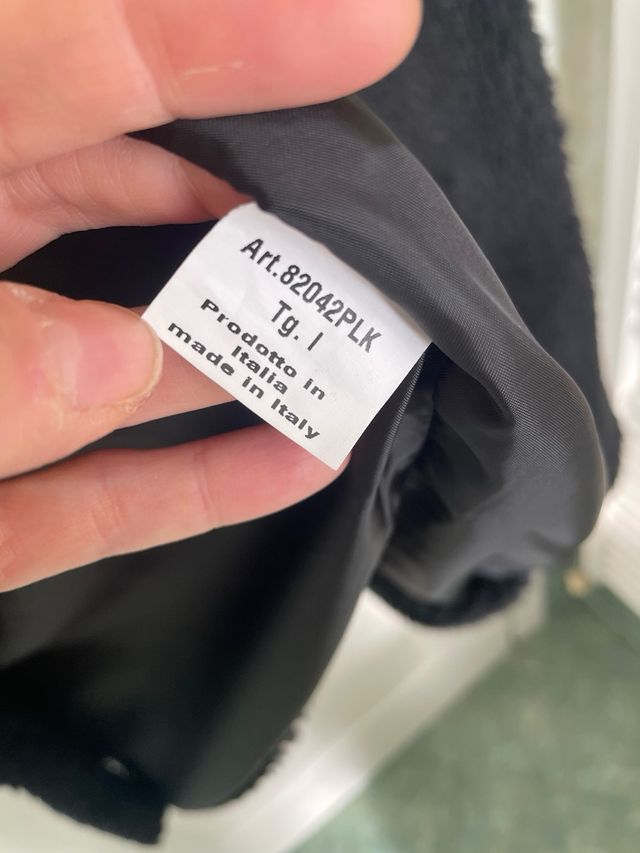 Art.82042PLK
Tg. I
Prodotto in
Italia
made in Italy